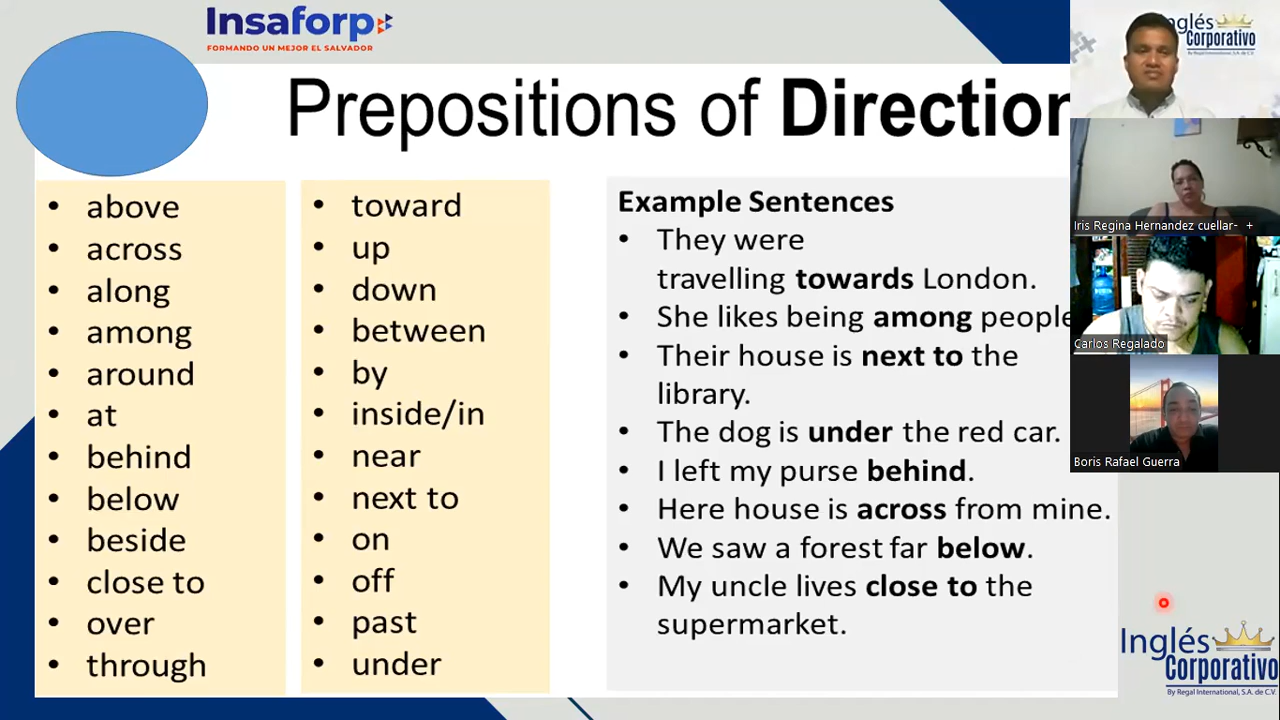 Insaforp
FORMANDO UN MEJOR EL SALVADOR
Prepositions of Direction
• above
• across
• along
• among
• around
• at
• behind
• below
• beside
• close to
• over
• through
• toward
• up
• down
• between
• by
• inside/in
• near
• next to
• on
• off
• past
• under
Example Sentences
• They were
travelling towards London.
• She likes being among people
• Their house is next to the
library.
• The dog is under the red car.
• I left my purse behind.
• Here house is across from mine.
• We saw a forest far below.
• My uncle lives close to the
supermarket.
Inglés
Corporativo
By Regal International, S.A. de C.V.
Iris Regina Hernandez cuellar- +
Carlos Regalado
Boris Rafael Guerra
Inglés
Corporativo
By Regal International, S.A. de C.V.